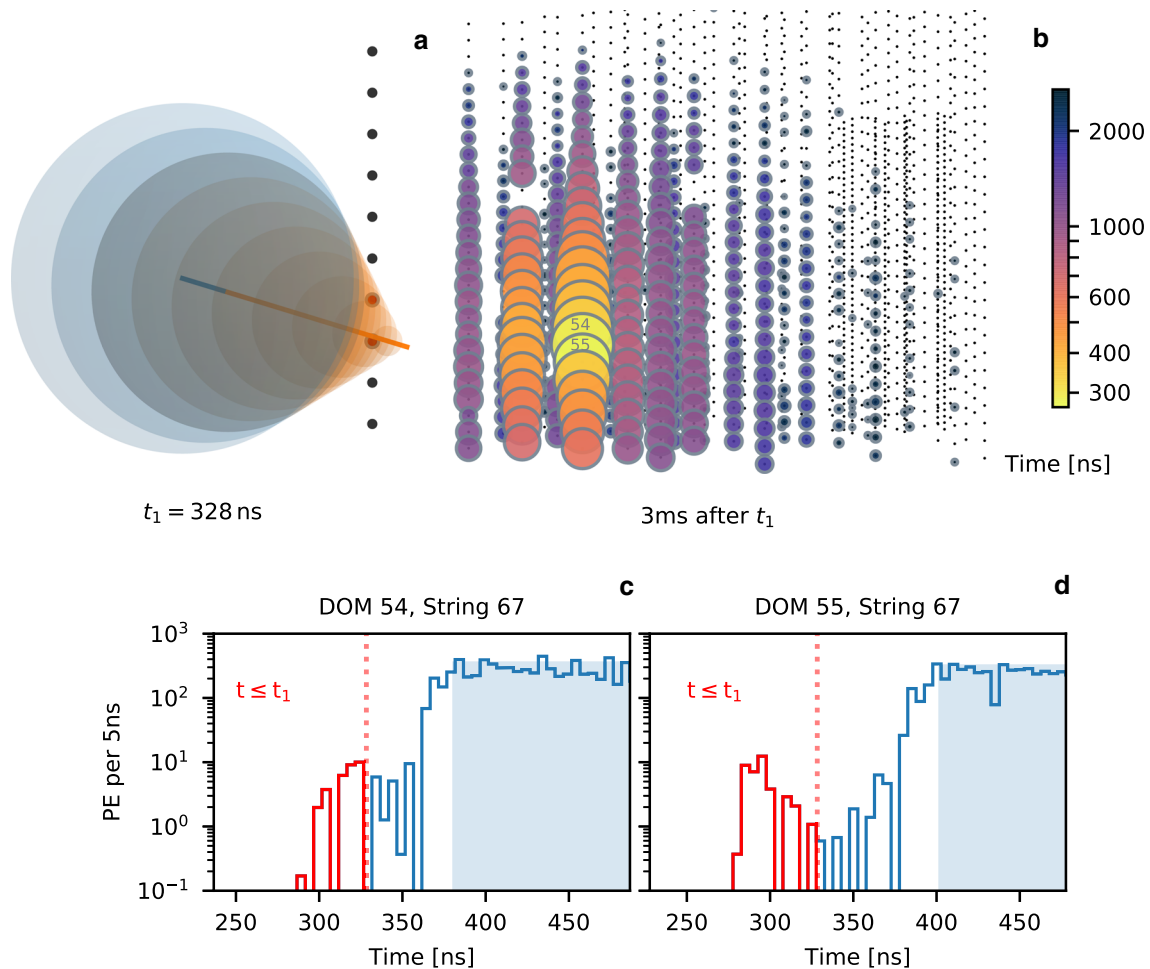 a
b
54
55
2000
1000
600
400
300
Time [ns]
t₁ = 328 ns
3ms after t₁
c
d
DOM 54, String 67
DOM 55, String 67
10³
10²
10¹
10⁰
10⁻¹
PE per 5ns
t ≤ t₁
t ≤ t₁
250 300 350 400 450
250 300 350 400 450
Time [ns]
Time [ns]